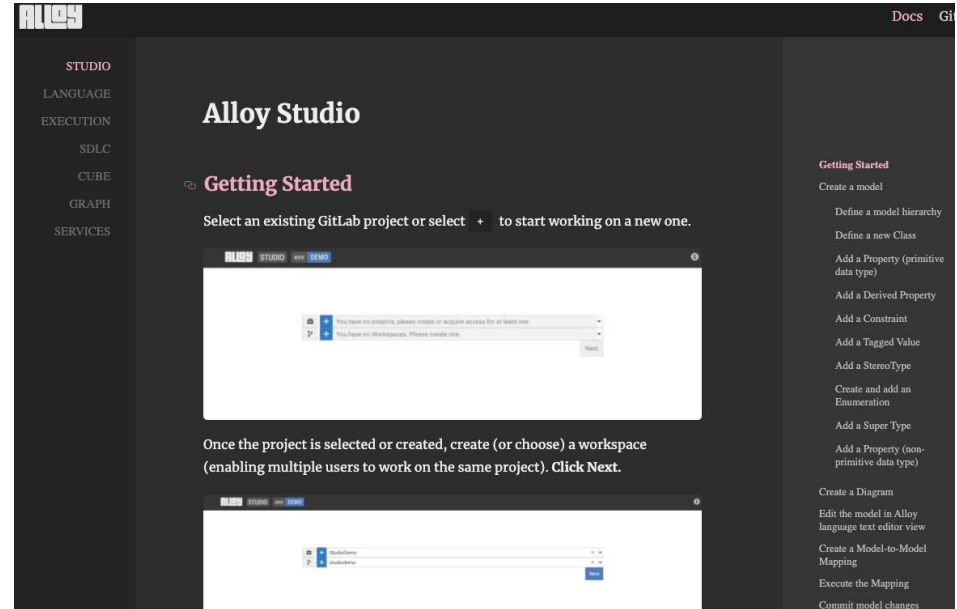 ALLOY
Docs Git
STUDIO
LANGUAGE
EXECUTION
SDLC
CUBE
GRAPH
SERVICES
Alloy Studio
Getting Started
Select an existing GitLab project or select + to start working on a new one.
ALLOY STUDIO env DEMO
+ You have no projects, please create or acquire access for at least one
+ You have no Workspaces. Please create one
Next
Once the project is selected or created, create (or choose) a workspace
(enabling multiple users to work on the same project). Click Next.
ALLOY STUDIO env DEMO
+ StudioDemo
+ studiodemo
Next
Getting Started
Create a model
Define a model hierarchy
Define a new Class
Add a Property (primitive
data type)
Add a Derived Property
Add a Constraint
Add a Tagged Value
Add a StereoType
Create and add an
Enumeration
Add a Super Type
Add a Property (non-
primitive data type)
Create a Diagram
Edit the model in Alloy
language text editor view
Create a Model-to-Model
Mapping
Execute the Mapping
Commit model changes